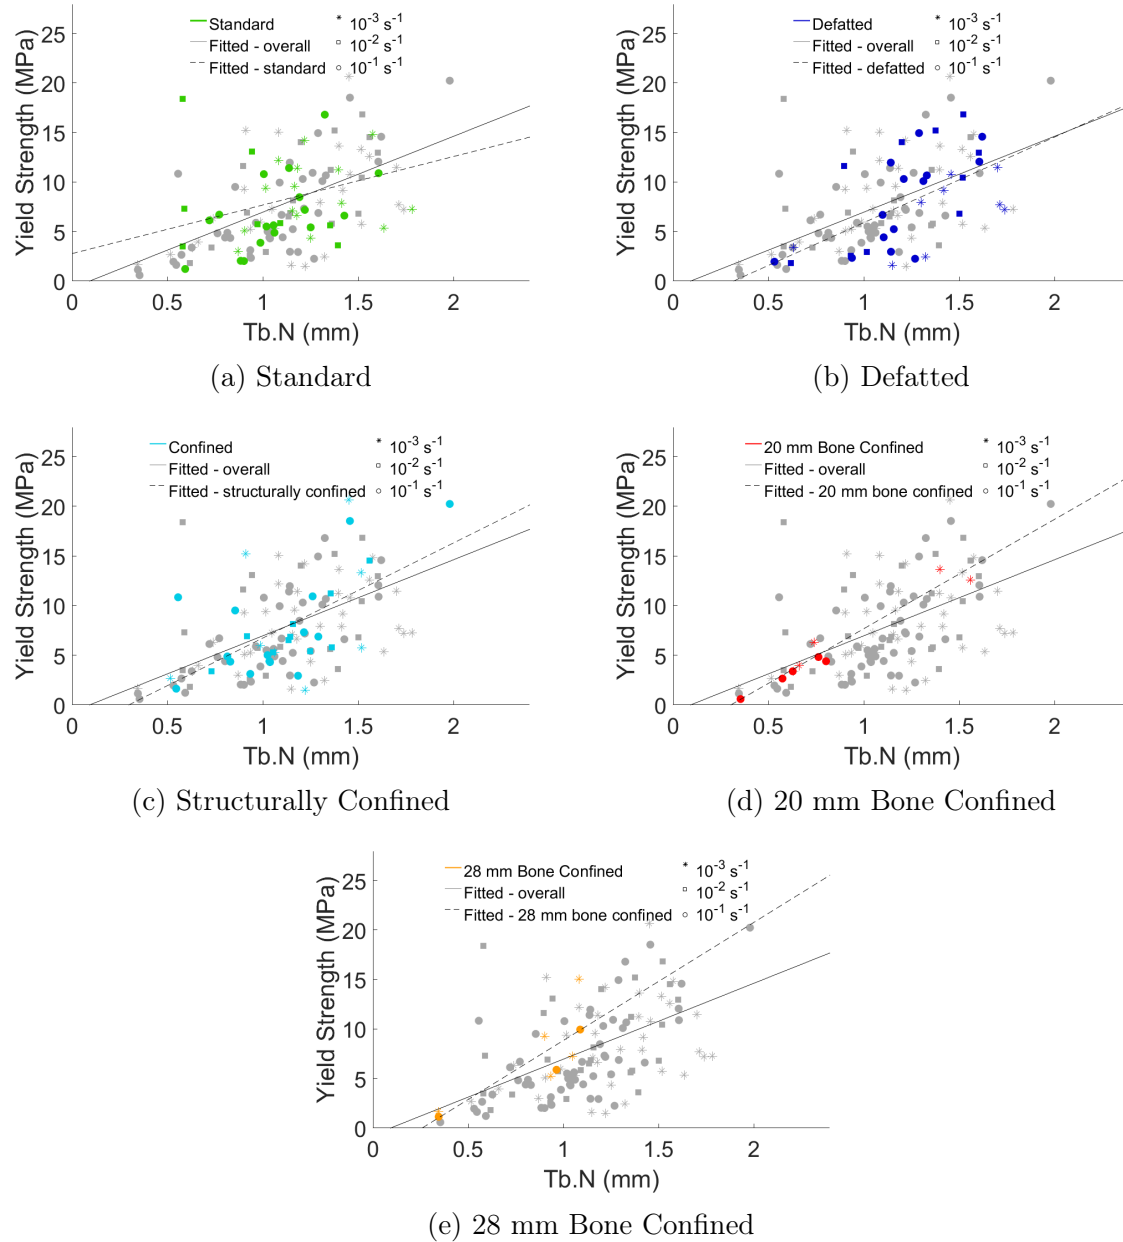 Standard
Fitted - overall
Fitted - standard
10-3 s-1
10-2 s-1
10-1 s-1
Yield Strength (MPa)
25
20
15
10
5
0
0 0.5 1 1.5 2
Tb.N (mm)
(a) Standard
Defatted
Fitted - overall
Fitted - defatted
10-3 s-1
10-2 s-1
10-1 s-1
Yield Strength (MPa)
25
20
15
10
5
0
0 0.5 1 1.5 2
Tb.N (mm)
(b) Defatted
Confined
Fitted - overall
Fitted - structurally confined
10-3 s-1
10-2 s-1
10-1 s-1
Yield Strength (MPa)
25
20
15
10
5
0
0 0.5 1 1.5 2
Tb.N (mm)
(c) Structurally Confined
20 mm Bone Confined
Fitted - overall
Fitted - 20 mm bone confined
10-3 s-1
10-2 s-1
10-1 s-1
Yield Strength (MPa)
25
20
15
10
5
0
0 0.5 1 1.5 2
Tb.N (mm)
(d) 20 mm Bone Confined
28 mm Bone Confined
Fitted - overall
Fitted - 28 mm bone confined
10-3 s-1
10-2 s-1
10-1 s-1
Yield Strength (MPa)
25
20
15
10
5
0
0 0.5 1 1.5 2
Tb.N (mm)
(e) 28 mm Bone Confined